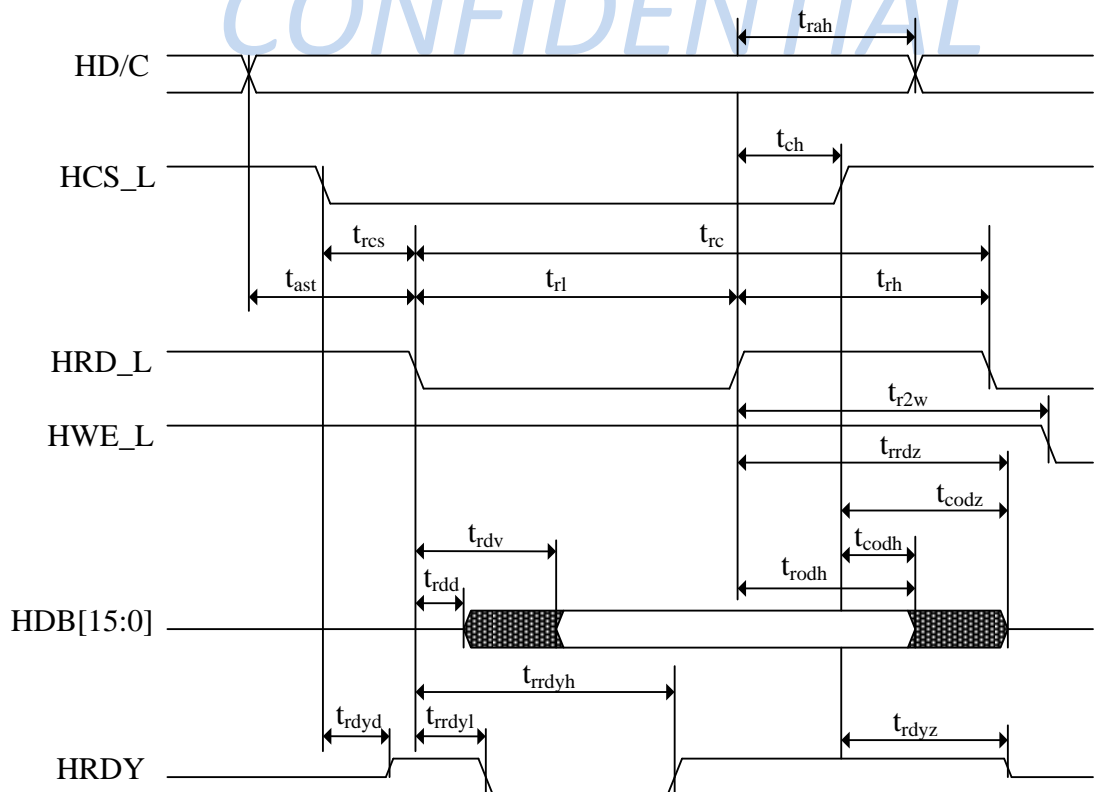 CONFIDENTIAL
t_rah
HD/C
t_ch
HCS_L
t_rcs t_rc
t_ast t_rl t_rh
HRD_L
t_r2w
HWE_L
t_rrdz
t_codz
t_rdv t_codh
t_rdd t_rodh
HDB[15:0]
t_rrdyh
t_rdyd t_rrdyl t_rdyz
HRDY